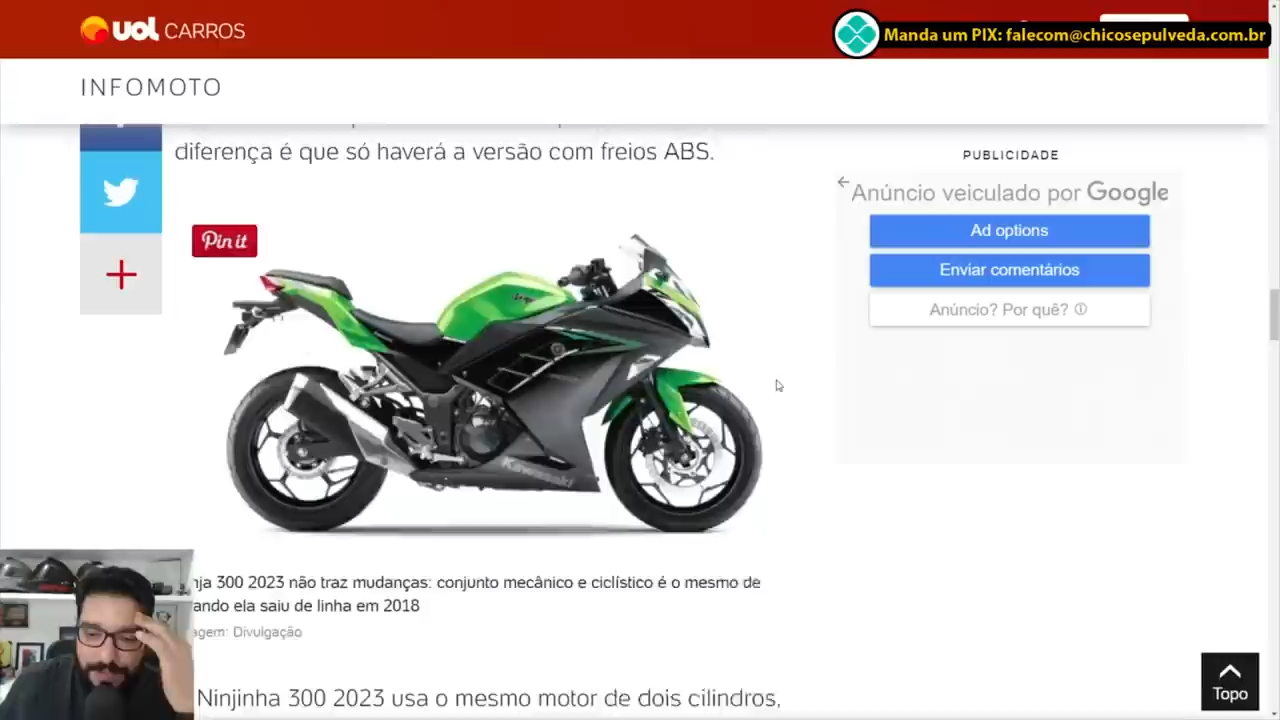 UOL CARROS
Manda um PIX: falecom@chicosepulveda.com.br
INFOMOTO
diferença é que só haverá a versão com freios ABS.
PUBLICIDADE
Anúncio veiculado por Google
Ad options
Enviar comentários
Anúncio? Por quê?
Pin it
Kawasaki
nja 300 2023 não traz mudanças: conjunto mecânico e ciclístico é o mesmo de
ando ela saiu de linha em 2018
agem: Divulgação
Ninjinha 300 2023 usa o mesmo motor de dois cilindros,
Topo